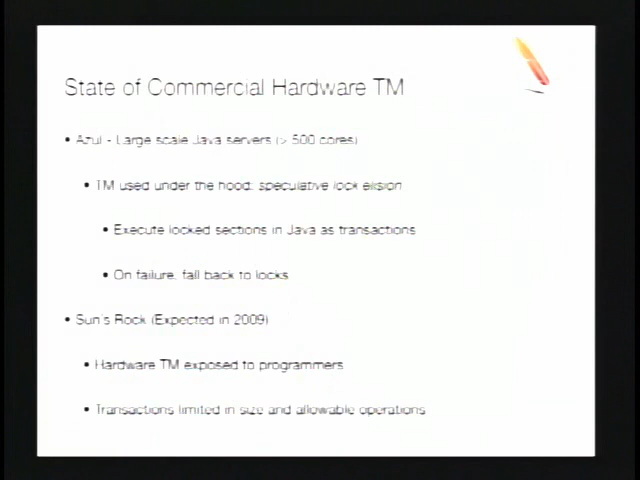 State of Commercial Hardware TM
• Azul - Large scale Java servers (> 500 cores)
• TM used under the hood: speculative lock elision
• Execute locked sections in Java as transactions
• On failure, fall back to locks
• Sun's Rock (Expected in 2009)
• Hardware TM exposed to programmers
• Transactions limited in size and allowable operations